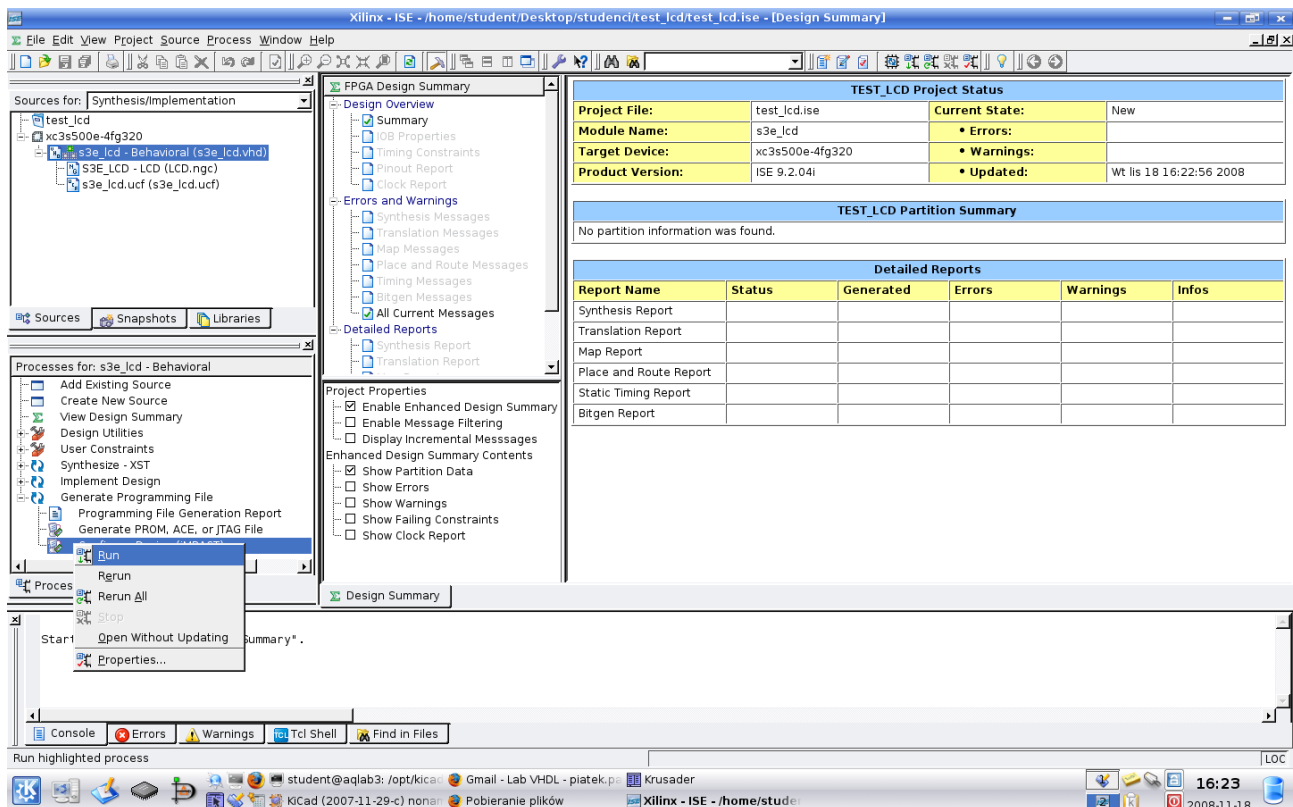 Xilinx - ISE - /home/student/Desktop/studenci/test_lcd/test_lcd.ise - [Design Summary]
File Edit View Project Source Process Window Help
Sources for: Synthesis/Implementation
test_lcd
xc3s500e-4fg320
s3e_lcd - Behavioral (s3e_lcd.vhd)
S3E_LCD - LCD (LCD.ngc)
s3e_lcd.ucf (s3e_lcd.ucf)
Sources Snapshots Libraries
Processes for: s3e_lcd - Behavioral
Add Existing Source
Create New Source
View Design Summary
Design Utilities
User Constraints
Synthesize - XST
Implement Design
Generate Programming File
Programming File Generation Report
Generate PROM, ACE, or JTAG File
Run
Rerun
Rerun All
Stop
Open Without Updating
Properties...
FPGA Design Summary
Design Overview
Summary
IOB Properties
Timing Constraints
Pinout Report
Clock Report
Errors and Warnings
Synthesis Messages
Translation Messages
Map Messages
Place and Route Messages
Timing Messages
Bitgen Messages
All Current Messages
Detailed Reports
Synthesis Report
Translation Report
Project Properties
Enable Enhanced Design Summary
Enable Message Filtering
Display Incremental Messsages
Enhanced Design Summary Contents
Show Partition Data
Show Errors
Show Warnings
Show Failing Constraints
Show Clock Report
Design Summary
TEST_LCD Project Status
Project File: test_lcd.ise Current State: New
Module Name: s3e_lcd • Errors:
Target Device: xc3s500e-4fg320 • Warnings:
Product Version: ISE 9.2.04i • Updated: Wt lis 18 16:22:56 2008
TEST_LCD Partition Summary
No partition information was found.
Detailed Reports
Report Name Status Generated Errors Warnings Infos
Synthesis Report
Translation Report
Map Report
Place and Route Report
Static Timing Report
Bitgen Report
Start Summary".
Console Errors Warnings Tcl Shell Find in Files
Run highlighted process LOC
student@aqlab3: /opt/kicad Gmail - Lab VHDL - piatek.pa Krusader
KiCad (2007-11-29-c) nonan Pobieranie plików Xilinx - ISE - /home/stude
16:23
2008-11-18